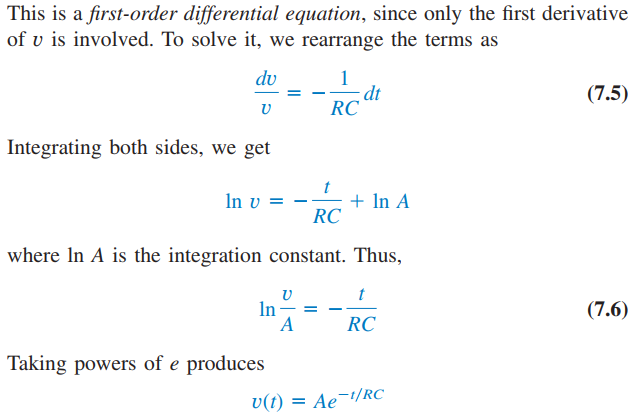 This is a first-order differential equation, since only the first derivative
of v is involved. To solve it, we rearrange the terms as
dv/v = −1/RC dt (7.5)
Integrating both sides, we get
ln v = −t/RC + ln A
where ln A is the integration constant. Thus,
ln v/A = −t/RC (7.6)
Taking powers of e produces
v(t) = Ae^−t/RC